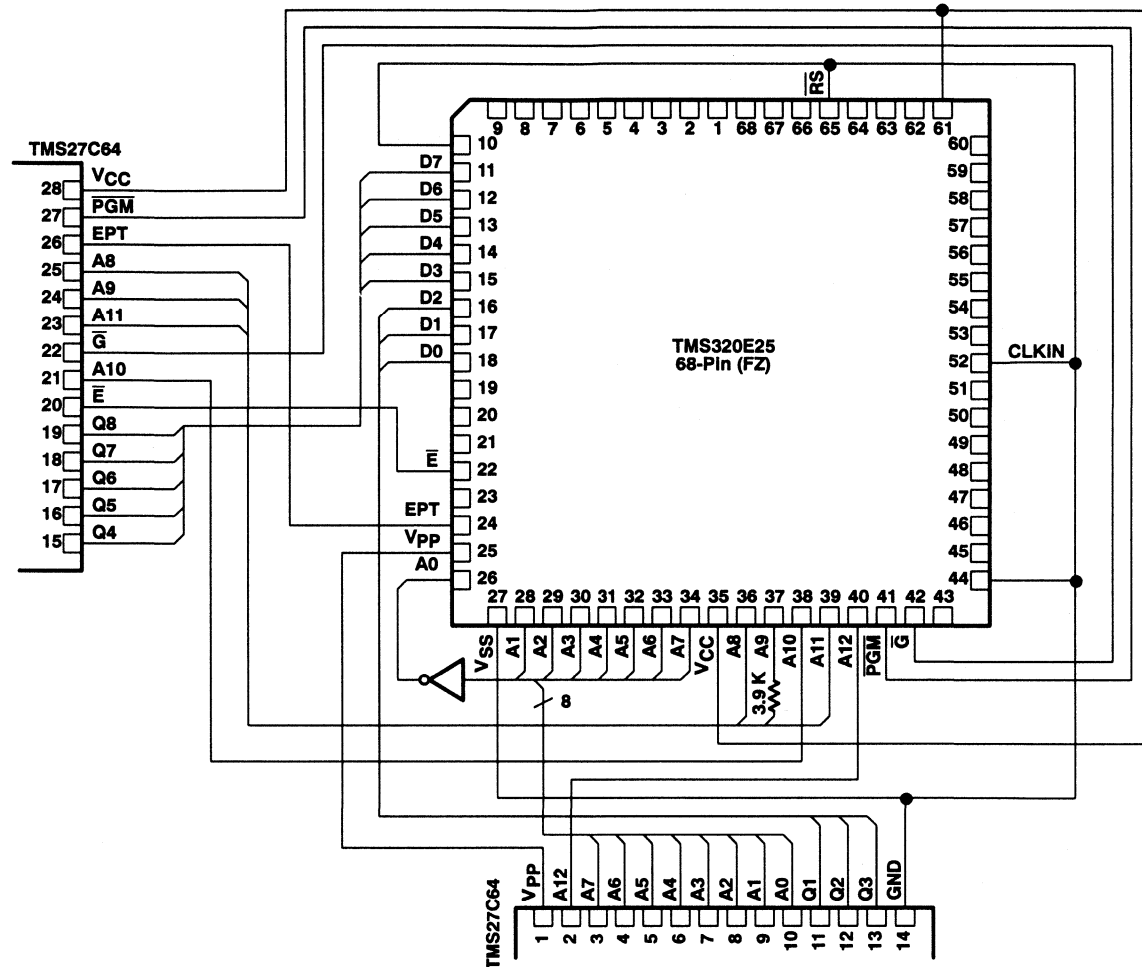 R̅S̅
9 8 7 6 5 4 3 2 1 68 67 66 65 64 63 62 61
TMS27C64
28 VCC
27 P̅G̅M̅
26 EPT
25 A8
24 A9
23 A11
22 G̅
21 A10
20 E̅
19 Q8
18 Q7
17 Q6
16 Q5
15 Q4
10
D7 11
D6 12
D5 13
D4 14
D3 15
D2 16
D1 17
D0 18
19
20
21
E̅ 22
23
EPT 24
VPP 25
A0 26
TMS320E25
68-Pin (FZ)
60
59
58
57
56
55
54
53
52 CLKIN
51
50
49
48
47
46
45
44
27 28 29 30 31 32 33 34 35 36 37 38 39 40 41 42 43
VSS A1 A2 A3 A4 A5 A6 A7 VCC A8 A9 A10 A11 A12 P̅G̅M̅ G̅
3.9 K
8
TMS27C64
VPP A12 A7 A6 A5 A4 A3 A2 A1 A0 Q1 Q2 Q3 GND
1 2 3 4 5 6 7 8 9 10 11 12 13 14